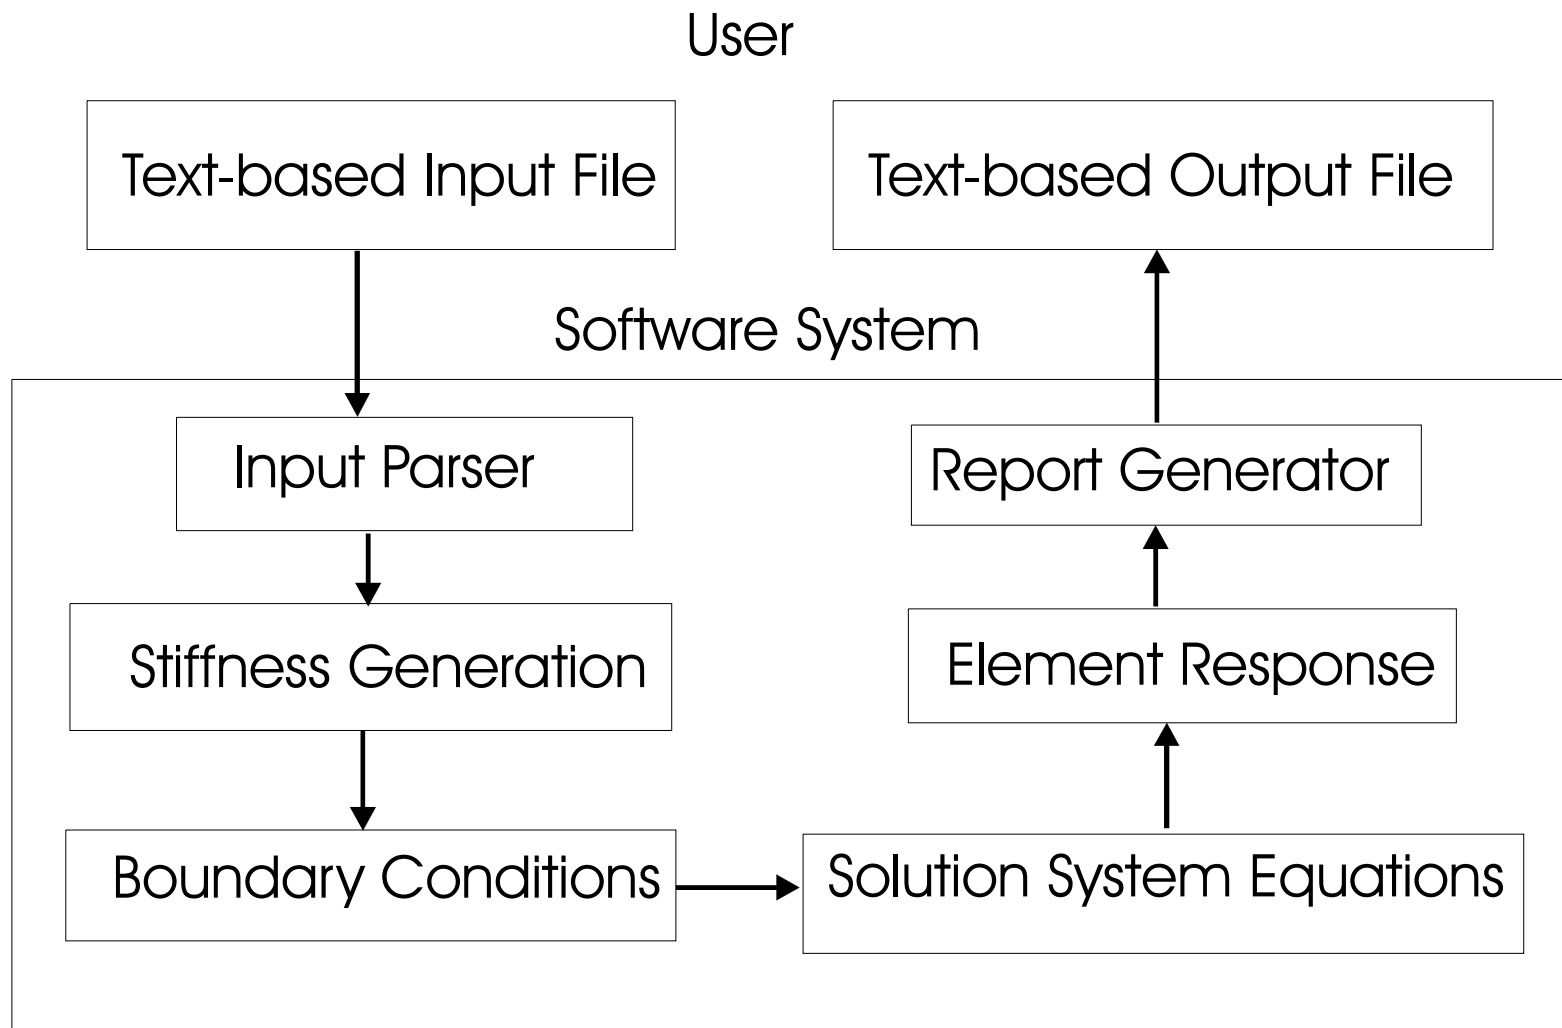 User
Text-based Input File
Text-based Output File
Software System
Input Parser
Report Generator
Stiffness Generation
Element Response
Boundary Conditions
Solution System Equations